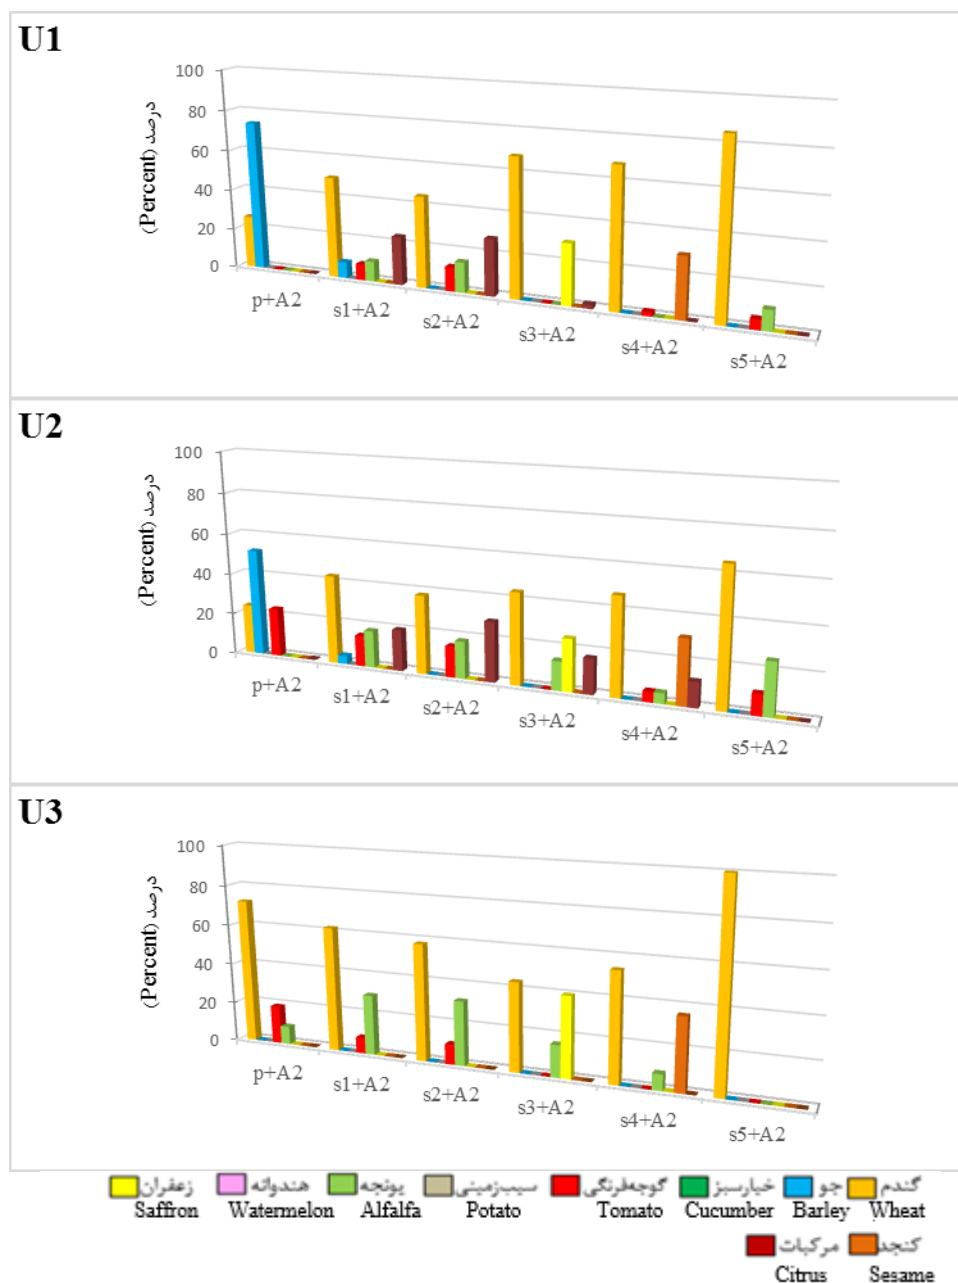 U1
درصد (Percent)
100
80
60
40
20
0
p+A2
s1+A2
s2+A2
s3+A2
s4+A2
s5+A2
U2
درصد (Percent)
100
80
60
40
20
0
p+A2
s1+A2
s2+A2
s3+A2
s4+A2
s5+A2
U3
درصد (Percent)
100
80
60
40
20
0
p+A2
s1+A2
s2+A2
s3+A2
s4+A2
s5+A2
گندم جو خیارسبز گوجه‌فرنگی سیب‌زمینی یونجه هندوانه زعفران
Saffron Watermelon Alfalfa Potato Tomato Cucumber Barley Wheat
کنجد مرکبات
Citrus Sesame